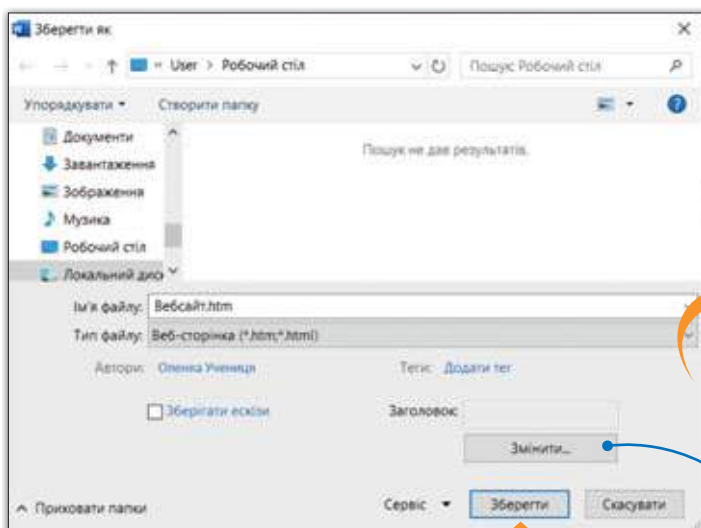 Зберегти як
« User > Робочий стіл
Пошук: Робочий стіл
Упорядкувати
Створити папку
Документи
Завантаження
Зображення
Музика
Робочий стіл
Локальний диск
Пошук не дав результатів.
Ім'я файлу: Вебсайт.htm
Тип файлу: Веб-сторінка (*.htm;*.html)
Автори: Оленка Учениця
Теги: Додати тег
Зберігати ескізи
Заголовок:
Змінити...
Приховати папки
Сервіс
Зберегти
Скасувати